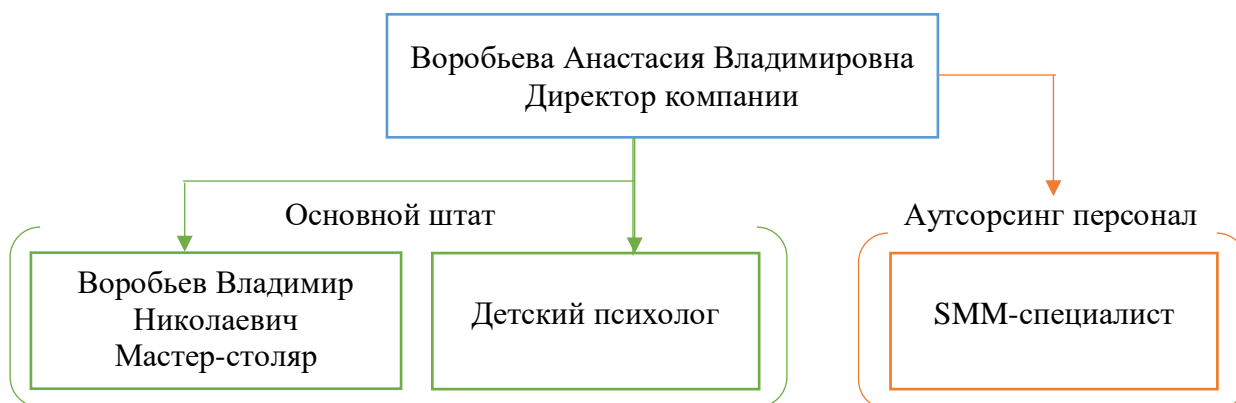 Воробьева Анастасия Владимировна
Директор компании
Основной штат
Аутсорсинг персонал
Воробьев Владимир
Николаевич
Мастер-столяр
Детский психолог
SMM-специалист